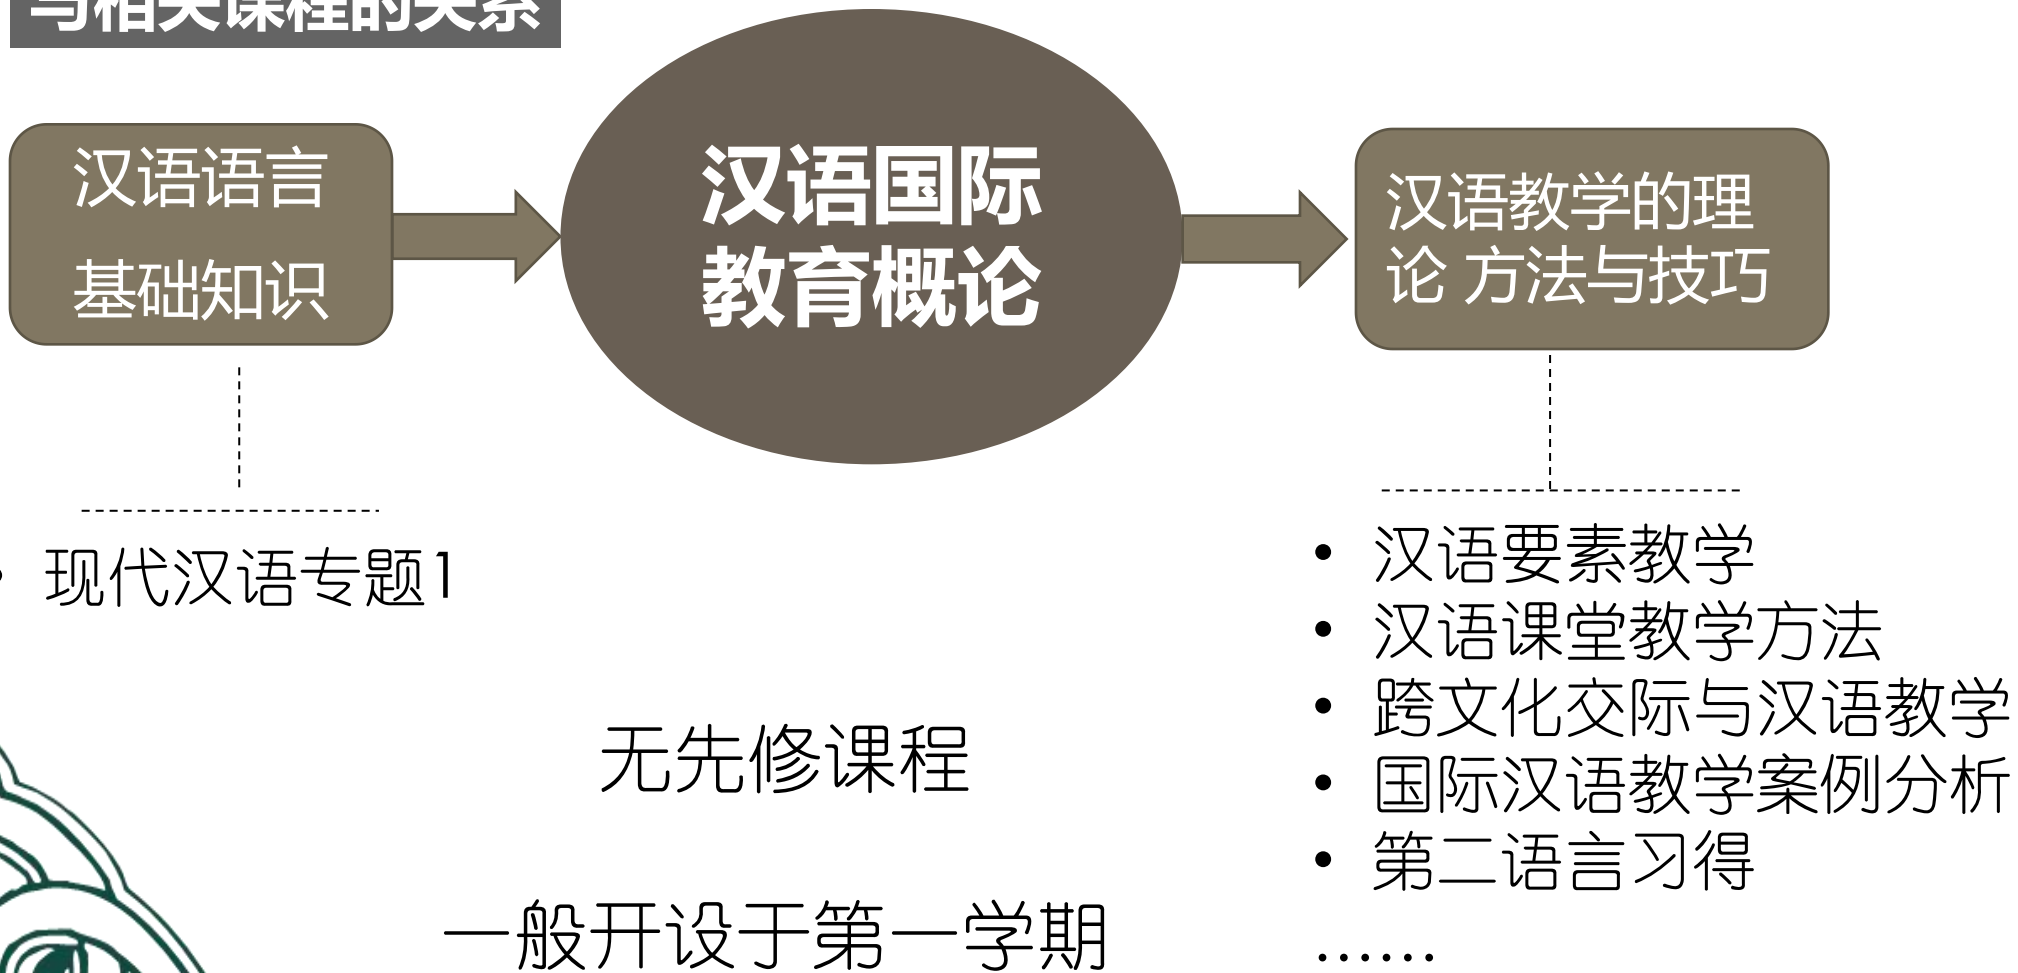 与相关课程的关系
汉语语言
基础知识
汉语国际
教育概论
汉语教学的理
论 方法与技巧
• 现代汉语专题1
无先修课程
一般开设于第一学期
• 汉语要素教学
• 汉语课堂教学方法
• 跨文化交际与汉语教学
• 国际汉语教学案例分析
• 第二语言习得
……